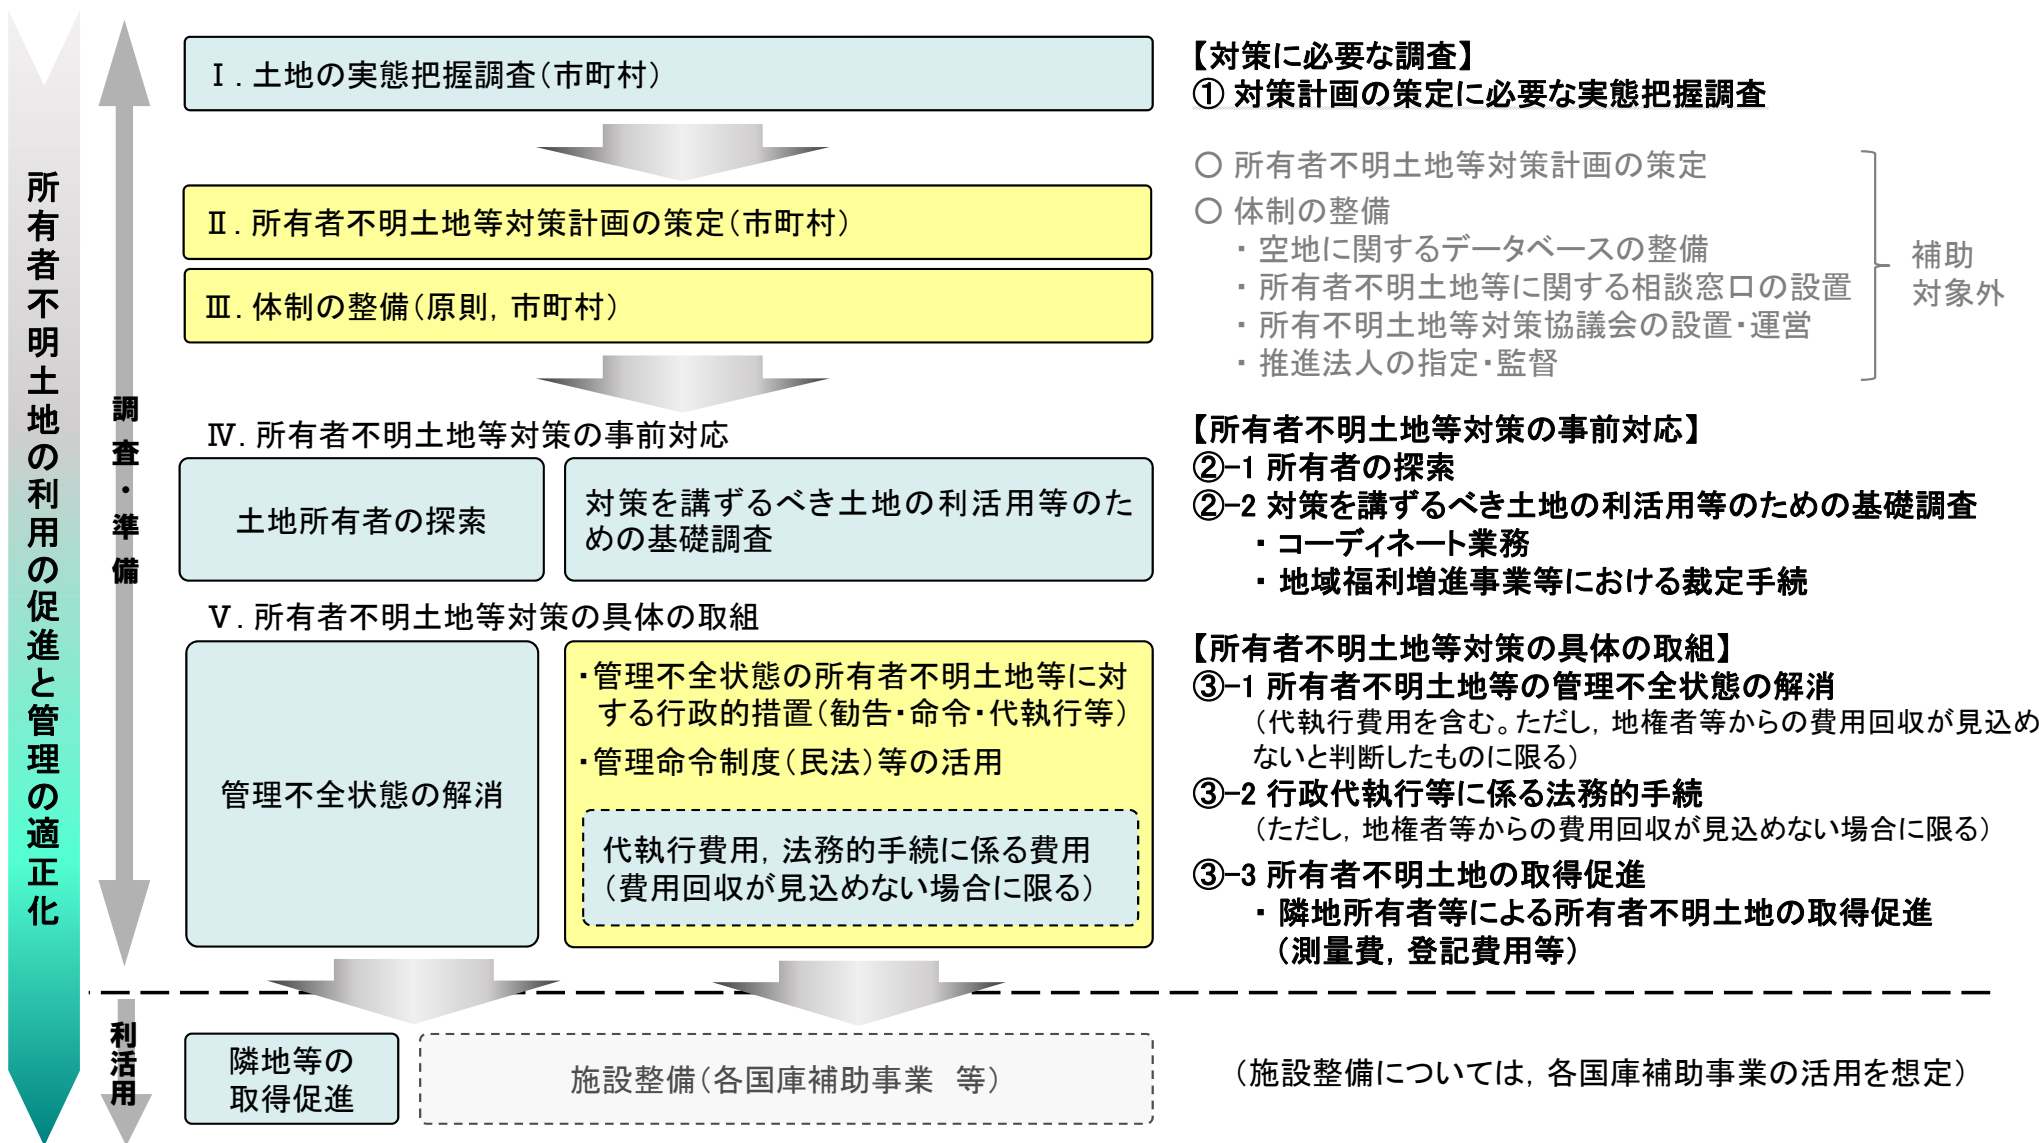 所有者不明土地の利用の促進と管理の適正化
調査・準備
利活用
Ⅰ．土地の実態把握調査（市町村）
Ⅱ．所有者不明土地等対策計画の策定（市町村）
Ⅲ．体制の整備（原則，市町村）
Ⅳ．所有者不明土地等対策の事前対応
土地所有者の探索
対策を講ずるべき土地の利活用等のた
めの基礎調査
Ⅴ．所有者不明土地等対策の具体の取組
管理不全状態の解消
・管理不全状態の所有者不明土地等に対
する行政的措置（勧告・命令・代執行等）
・管理命令制度（民法）等の活用
代執行費用，法務的手続に係る費用
（費用回収が見込めない場合に限る）
隣地等の
取得促進
施設整備（各国庫補助事業　等）
【対策に必要な調査】
① 対策計画の策定に必要な実態把握調査
○ 所有者不明土地等対策計画の策定
○ 体制の整備
・ 空地に関するデータベースの整備
・ 所有者不明土地等に関する相談窓口の設置
・ 所有不明土地等対策協議会の設置・運営
・ 推進法人の指定・監督
補助
対象外
【所有者不明土地等対策の事前対応】
②-1 所有者の探索
②-2 対策を講ずるべき土地の利活用等のための基礎調査
・ コーディネート業務
・ 地域福利増進事業等における裁定手続
【所有者不明土地等対策の具体の取組】
③-1 所有者不明土地等の管理不全状態の解消
（代執行費用を含む。ただし，地権者等からの費用回収が見込め
ないと判断したものに限る）
③-2 行政代執行等に係る法務的手続
（ただし，地権者等からの費用回収が見込めない場合に限る）
③-3 所有者不明土地の取得促進
・ 隣地所有者等による所有者不明土地の取得促進
（測量費，登記費用等）
（施設整備については，各国庫補助事業の活用を想定）